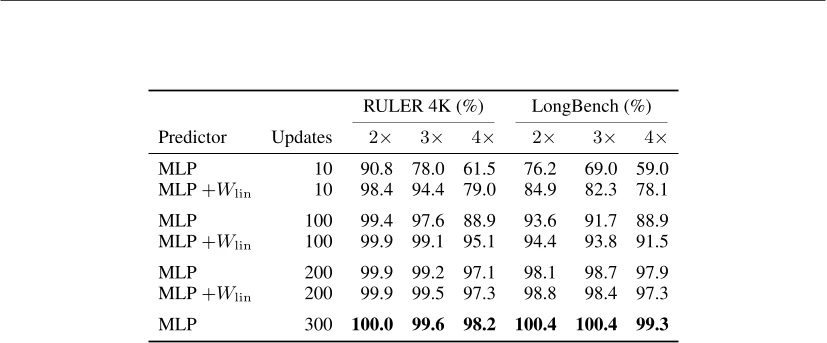 RULER 4K (%) LongBench (%)
Predictor Updates 2× 3× 4× 2× 3× 4×
MLP 10 90.8 78.0 61.5 76.2 69.0 59.0
MLP +W_lin 10 98.4 94.4 79.0 84.9 82.3 78.1
MLP 100 99.4 97.6 88.9 93.6 91.7 88.9
MLP +W_lin 100 99.9 99.1 95.1 94.4 93.8 91.5
MLP 200 99.9 99.2 97.1 98.1 98.7 97.9
MLP +W_lin 200 99.9 99.5 97.3 98.8 98.4 97.3
MLP 300 100.0 99.6 98.2 100.4 100.4 99.3